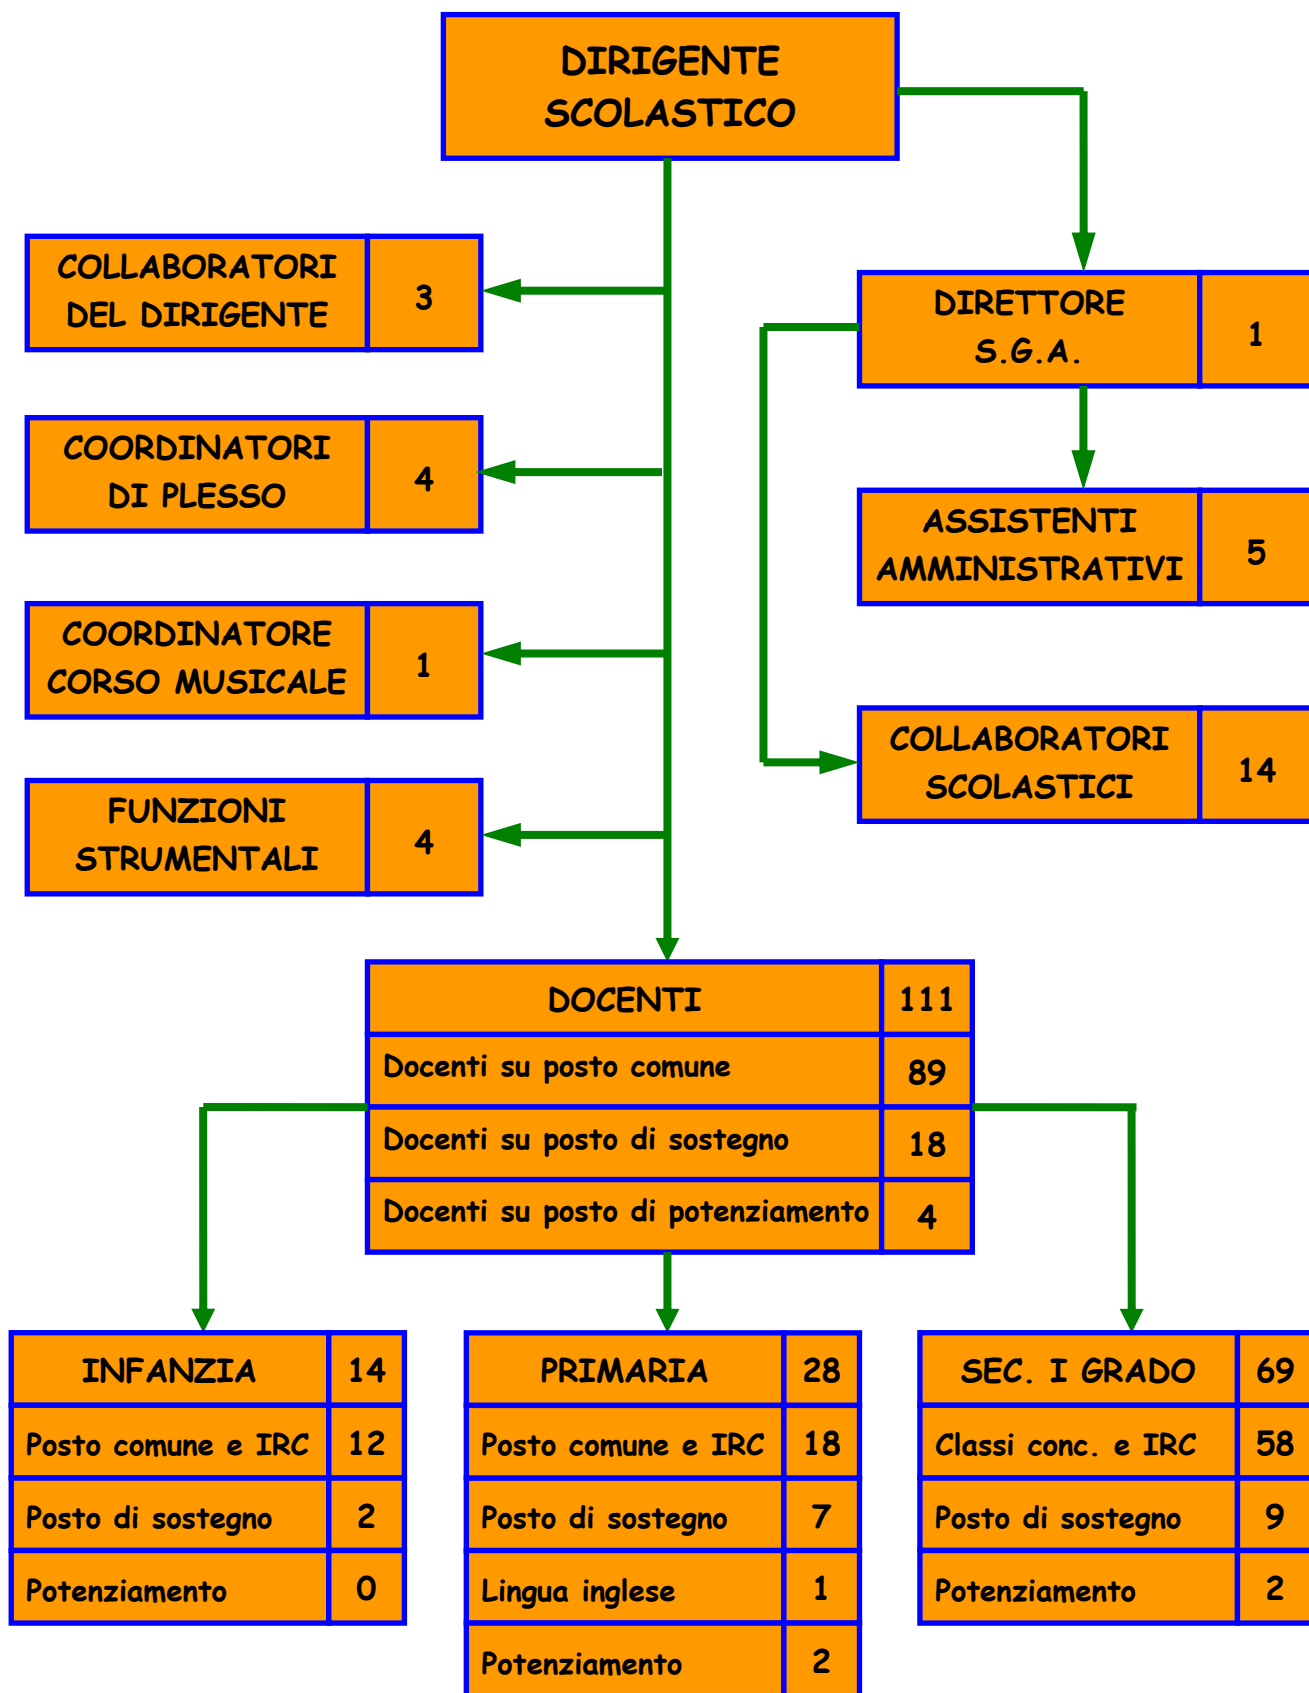 DIRIGENTE
SCOLASTICO
COLLABORATORI
DEL DIRIGENTE
3
DIRETTORE
S.G.A.
1
COORDINATORI
DI PLESSO
4
ASSISTENTI
AMMINISTRATIVI
5
COORDINATORE
CORSO MUSICALE
1
COLLABORATORI
SCOLASTICI
14
FUNZIONI
STRUMENTALI
4
DOCENTI 111
Docenti su posto comune 89
Docenti su posto di sostegno 18
Docenti su posto di potenziamento 4
INFANZIA 14
Posto comune e IRC 12
Posto di sostegno 2
Potenziamento 0
PRIMARIA 28
Posto comune e IRC 18
Posto di sostegno 7
Lingua inglese 1
Potenziamento 2
SEC. I GRADO 69
Classi conc. e IRC 58
Posto di sostegno 9
Potenziamento 2